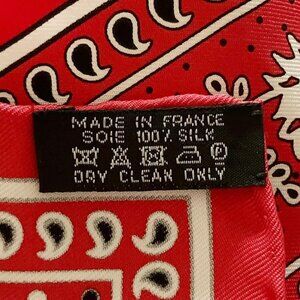 MADE IN FRANCE
SOIE 100% SILK
DRY CLEAN ONLY